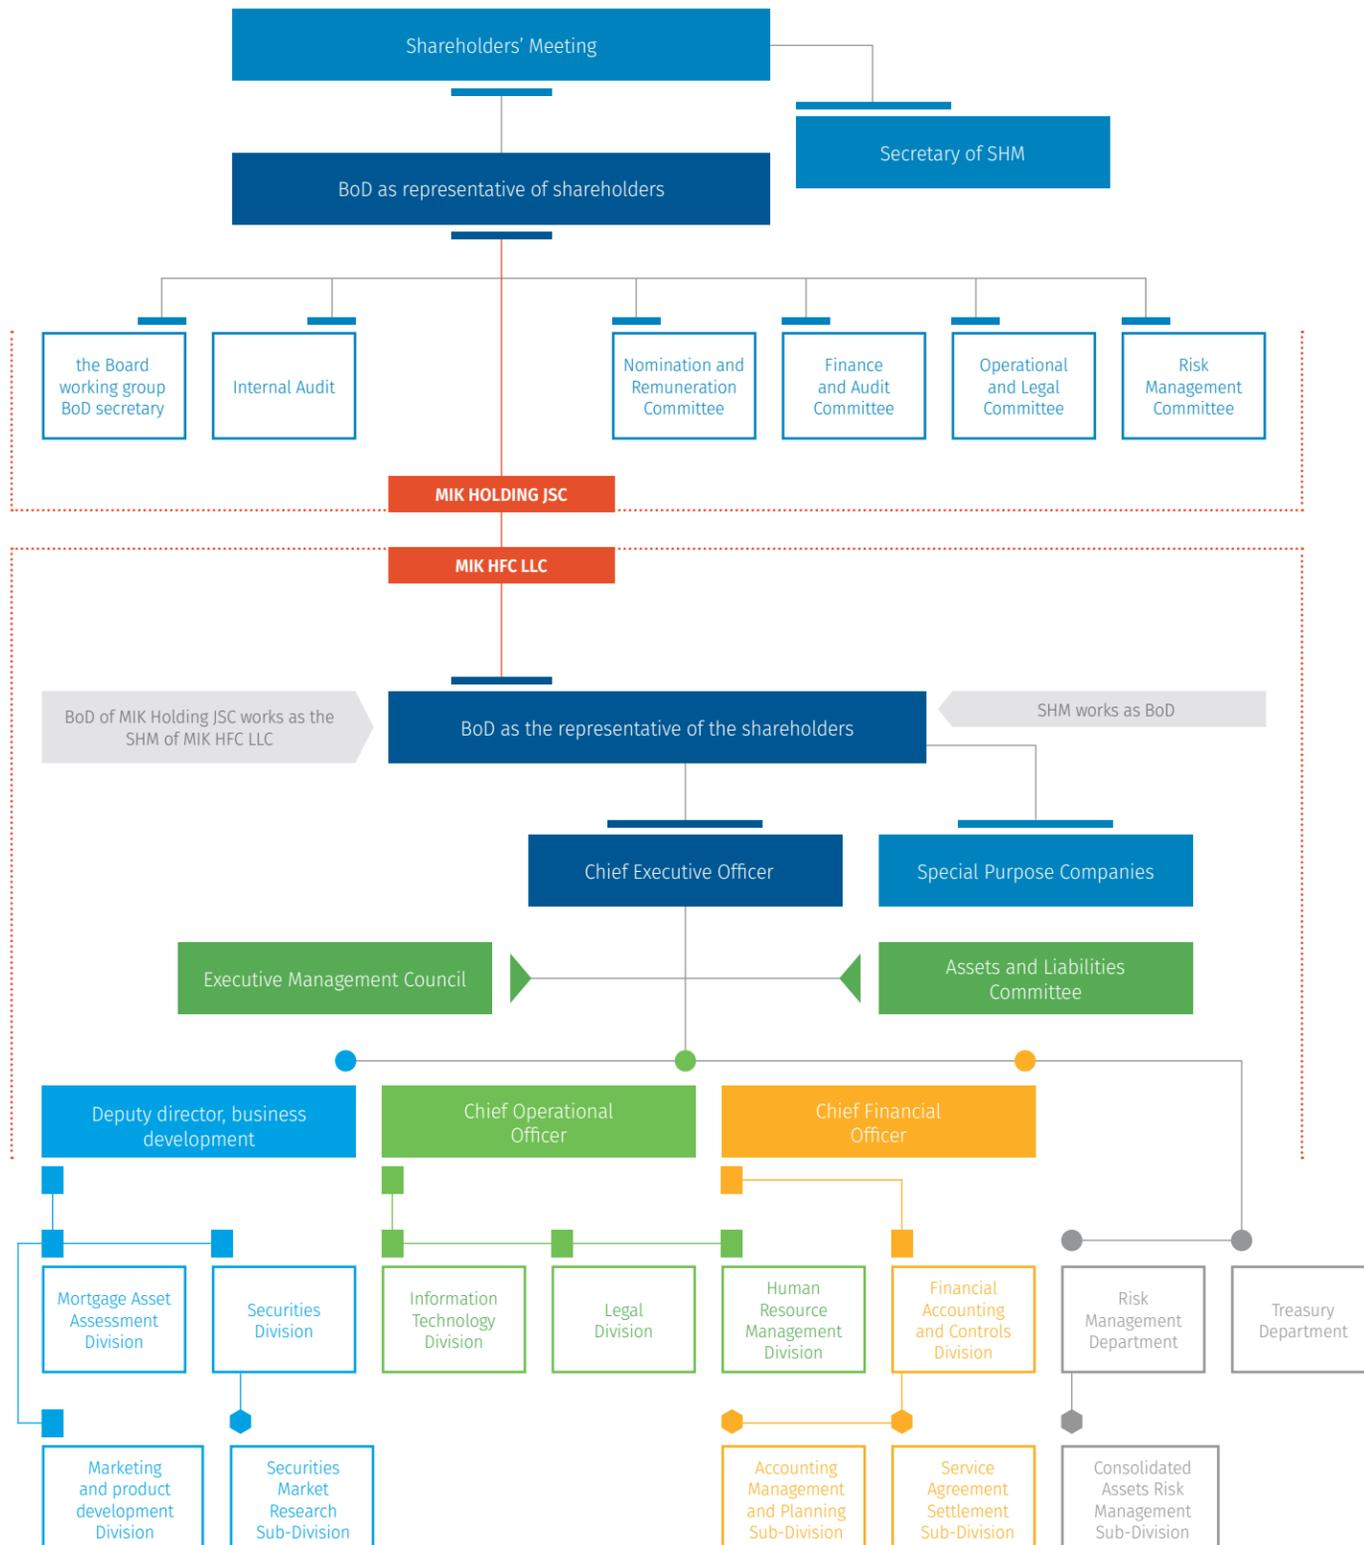 Shareholders’ Meeting
Secretary of SHM
BoD as representative of shareholders
the Board
working group
BoD secretary
Internal Audit
Nomination and
Remuneration
Committee
Finance
and Audit
Committee
Operational
and Legal
Committee
Risk
Management
Committee
MIK HOLDING JSC
MIK HFC LLC
BoD of MIK Holding JSC works as the
SHM of MIK HFC LLC
BoD as the representative of the shareholders
SHM works as BoD
Chief Executive Officer
Special Purpose Companies
Executive Management Council
Assets and Liabilities
Committee
Deputy director, business
development
Chief Operational
Officer
Chief Financial
Officer
Mortgage Asset
Assessment
Division
Securities
Division
Information
Technology
Division
Legal
Division
Human
Resource
Management
Division
Financial
Accounting
and Controls
Division
Risk
Management
Department
Treasury
Department
Marketing
and product
development
Division
Securities
Market
Research
Sub-Division
Accounting
Management
and Planning
Sub-Division
Service
Agreement
Settlement
Sub-Division
Consolidated
Assets Risk
Management
Sub-Division